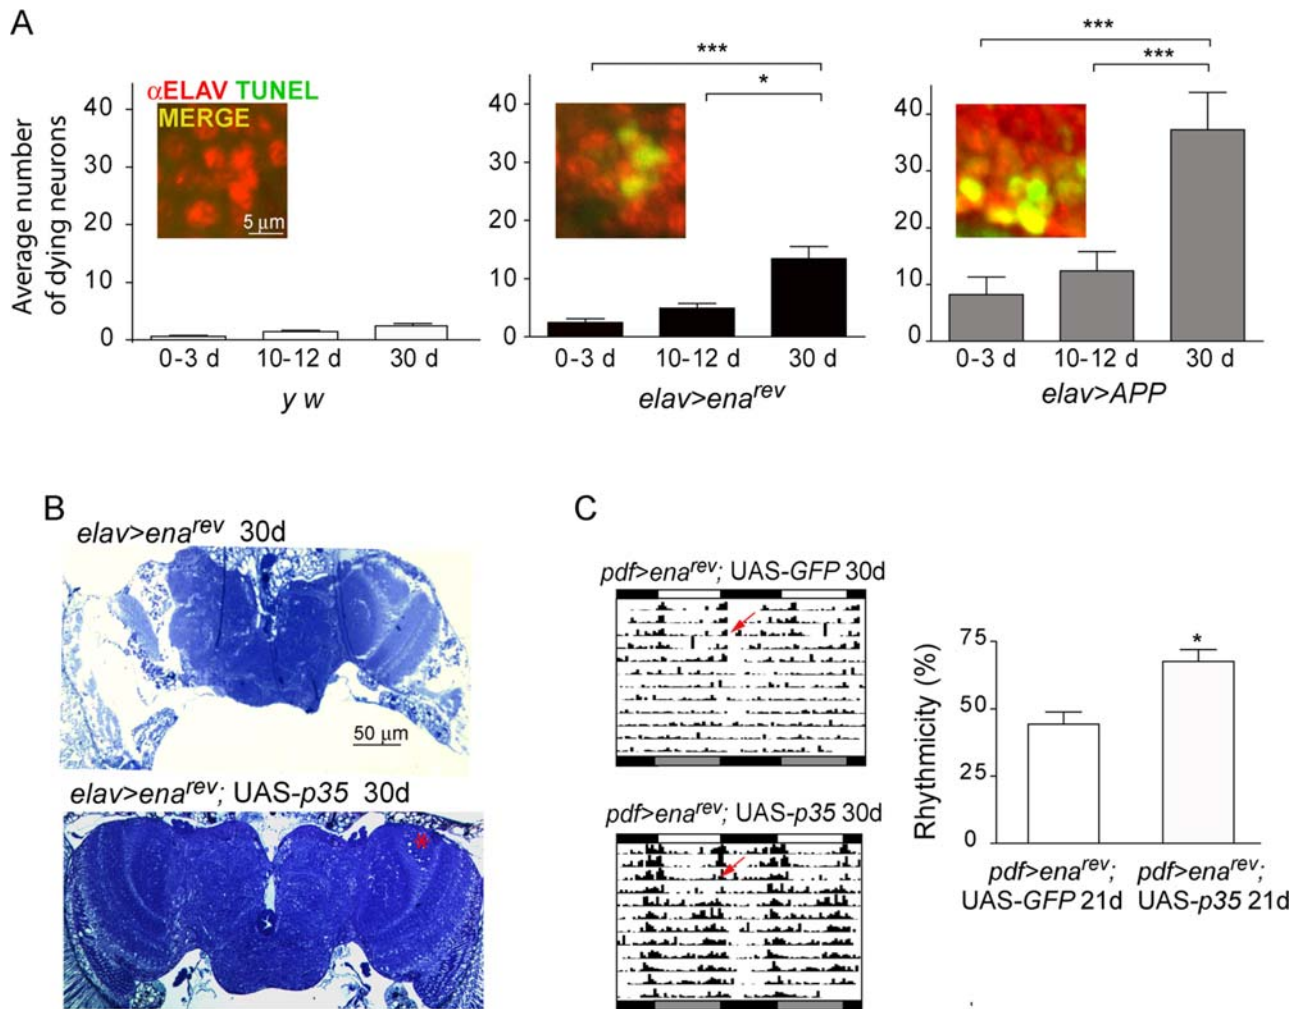 A
αELAV TUNEL
MERGE
5 μm
Average number
of dying neurons
40
30
20
10
0
0-3 d 10-12 d 30 d
y w
***
*
40
30
20
10
0
0-3 d 10-12 d 30 d
elav>ena^rev
***
***
40
30
20
10
0
0-3 d 10-12 d 30 d
elav>APP
B
elav>ena^rev 30d
50 μm
elav>ena^rev; UAS-p35 30d
*
C
pdf>ena^rev; UAS-GFP 30d
pdf>ena^rev; UAS-p35 30d
Rhythmicity (%)
75
50
25
0
*
pdf>ena^rev;
UAS-GFP 21d
pdf>ena^rev;
UAS-p35 21d